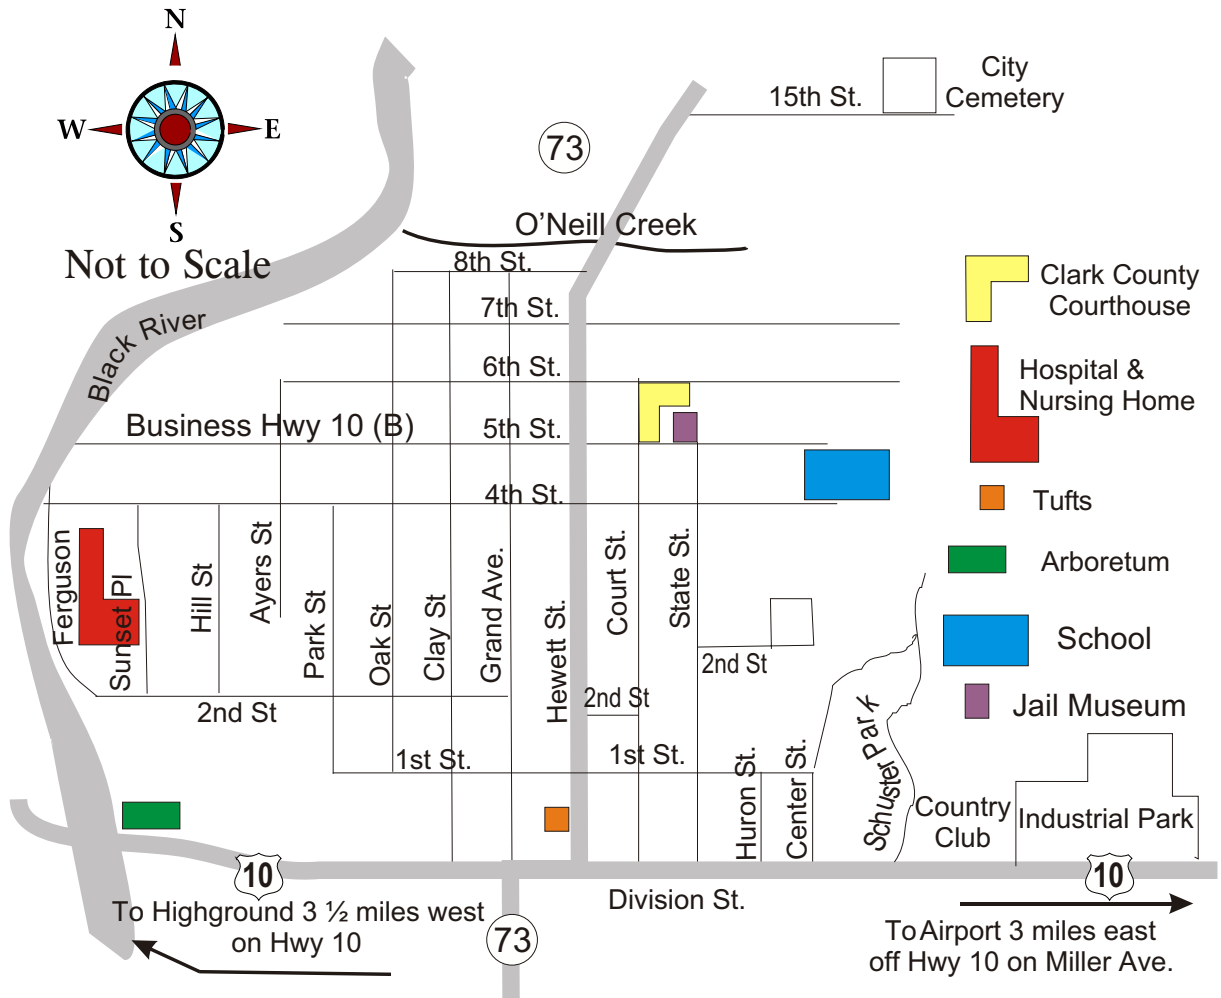 N
W
E
S
Not to Scale
City
Cemetery
15th St.
73
O'Neill Creek
8th St.
7th St.
Black River
6th St.
Business Hwy 10 (B)
5th St.
4th St.
Ferguson
Sunset Pl
Hill St
Ayers St
Park St
Oak St
Clay St
Grand Ave.
Hewett St.
Court St.
State St.
2nd St
2nd St
2nd St
1st St.
1st St.
Huron St.
Center St.
Schuster Park
Country
Club
Industrial Park
Clark County
Courthouse
Hospital &
Nursing Home
Tufts
Arboretum
School
Jail Museum
10
10
Division St.
To Highground 3 ½ miles west
on Hwy 10
73
To Airport 3 miles east
off Hwy 10 on Miller Ave.